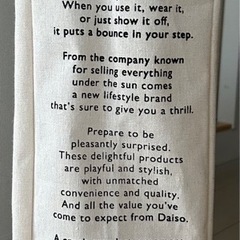 When you use it, wear it,
or just show it off,
it puts a bounce in your step.
From the company known
for selling everything
under the sun comes
a new lifestyle brand
that's sure to give you a thrill.
Prepare to be
pleasantly surprised.
These delightful products
are playful and stylish,
with unmatched
convenience and quality.
And all the value you've
come to expect from Daiso.